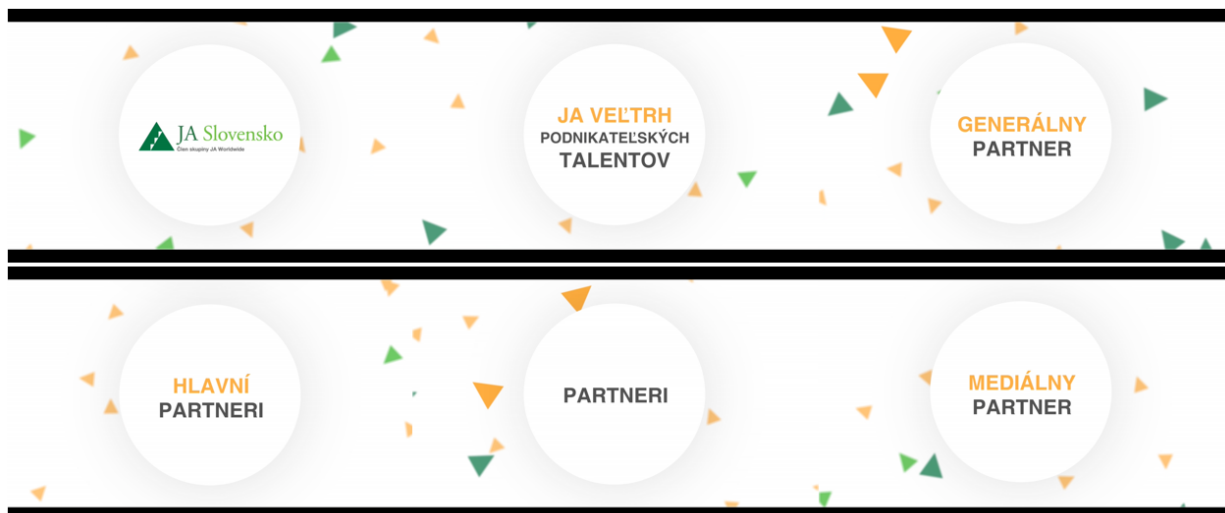 JA Slovensko
Člen skupiny JA Worldwide
JA VEĽTRH
PODNIKATEĽSKÝCH
TALENTOV
GENERÁLNY
PARTNER
HLAVNÍ
PARTNERI
PARTNERI
MEDIÁLNY
PARTNER